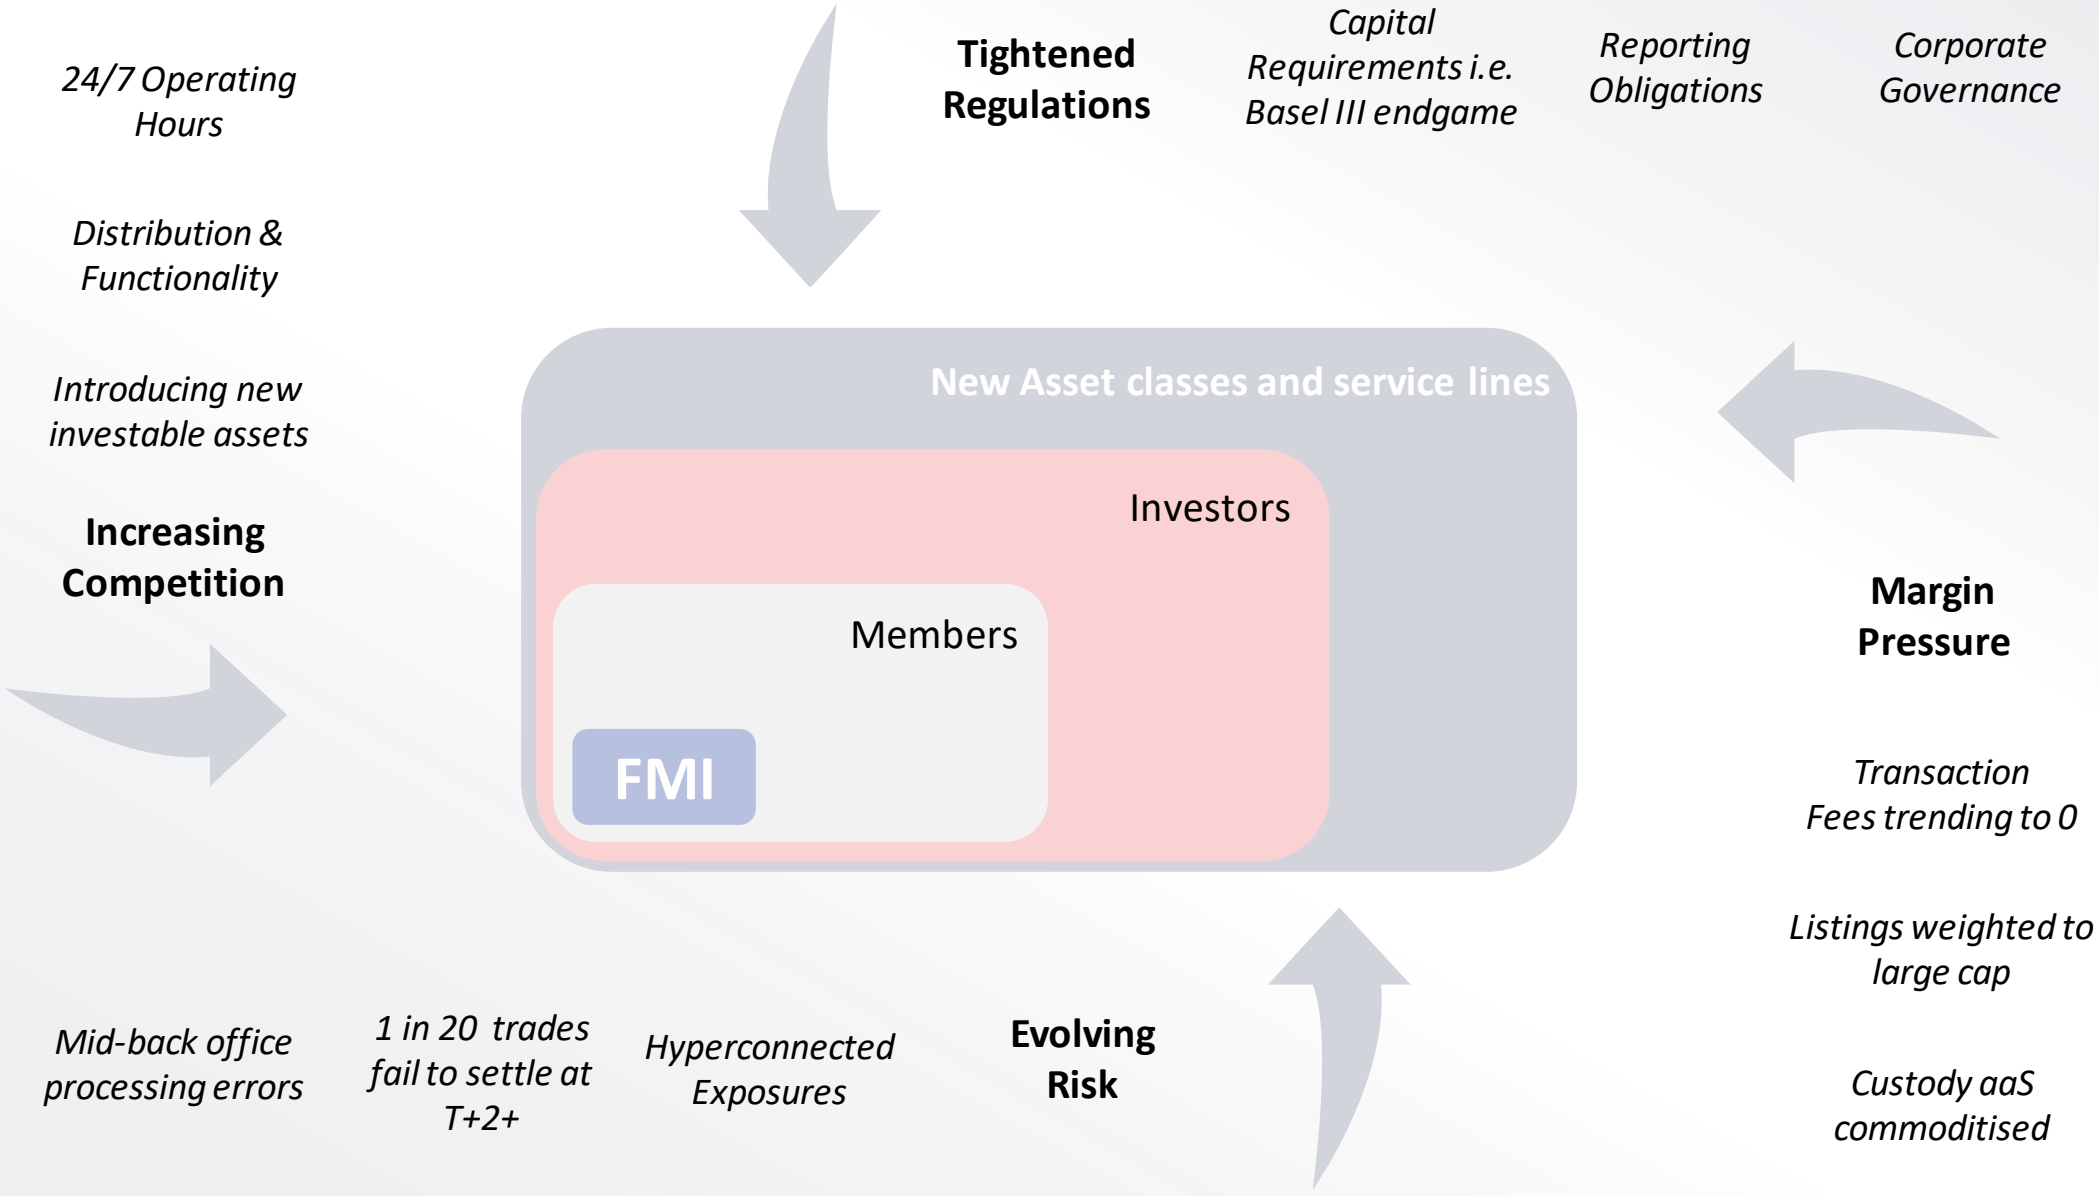 Tightened
Regulations
Capital
Requirements i.e.
Basel III endgame
Reporting
Obligations
Corporate
Governance
24/7 Operating
Hours
Distribution &
Functionality
Introducing new
investable assets
Increasing
Competition
New Asset classes and service lines
Investors
Members
FMI
Margin
Pressure
Transaction
Fees trending to 0
Listings weighted to
large cap
Custody aaS
commoditised
Mid-back office
processing errors
1 in 20 trades
fail to settle at
T+2+
Hyperconnected
Exposures
Evolving
Risk